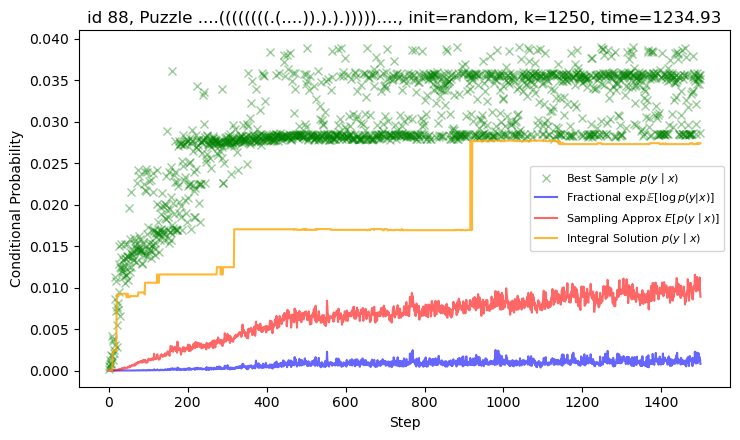 id 88, Puzzle ....((((((((.(.(....)).).).)))))...., init=random, k=1250, time=1234.93
Conditional Probability
0.040
0.035
0.030
0.025
0.020
0.015
0.010
0.005
0.000
Best Sample p(y | x)
Fractional exp 𝔼[log p(y|x)]
Sampling Approx E[p(y | x)]
Integral Solution p(y | x)
0
200
400
600
800
1000
1200
1400
Step